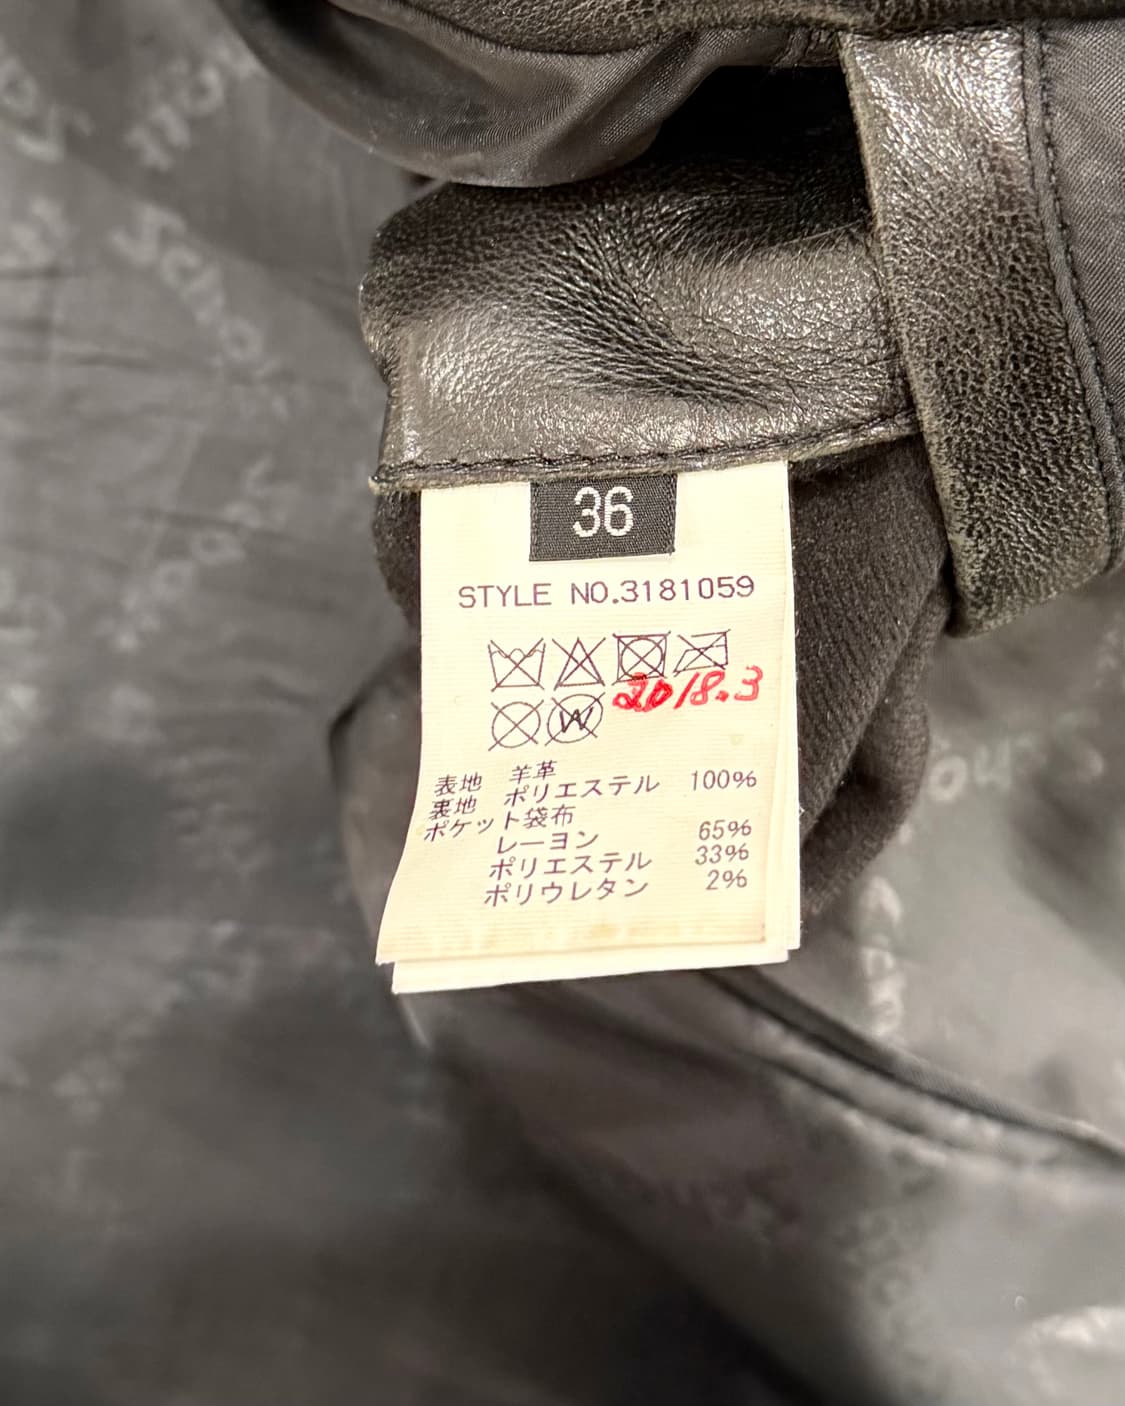 Schott
36
STYLE NO.3181059
W
2018.3
表地 羊革
裏地 ポリエステル 100%
ポケット袋布
レーヨン 65%
ポリエステル 33%
ポリウレタン 2%